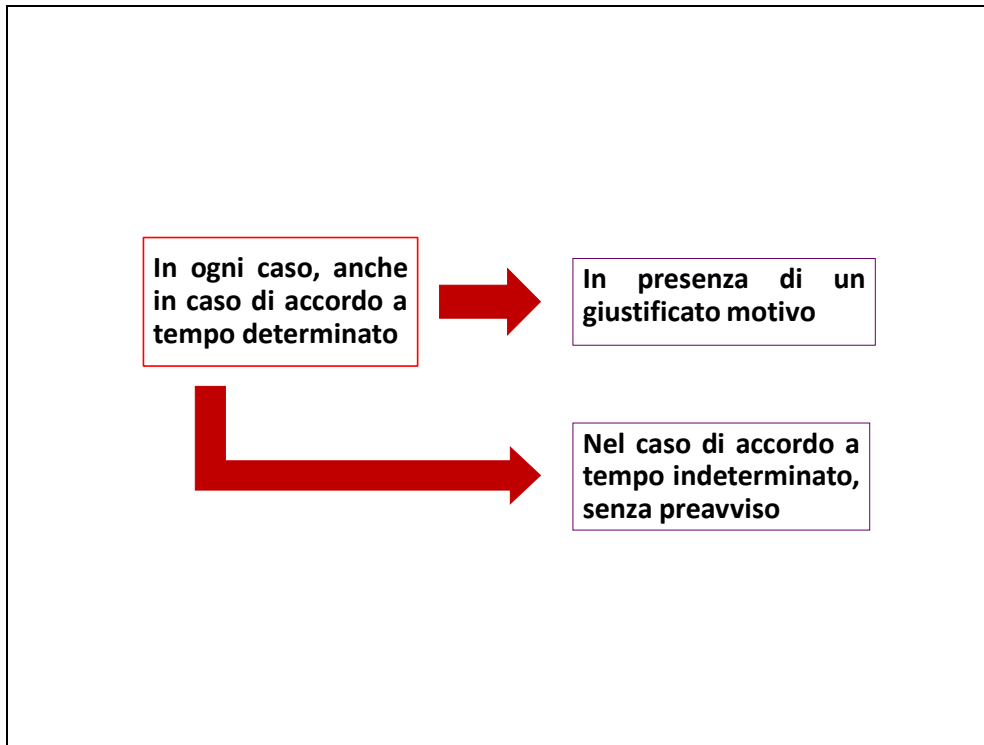 In ogni caso, anche
in caso di accordo a
tempo determinato
In presenza di un
giustificato motivo
Nel caso di accordo a
tempo indeterminato,
senza preavviso